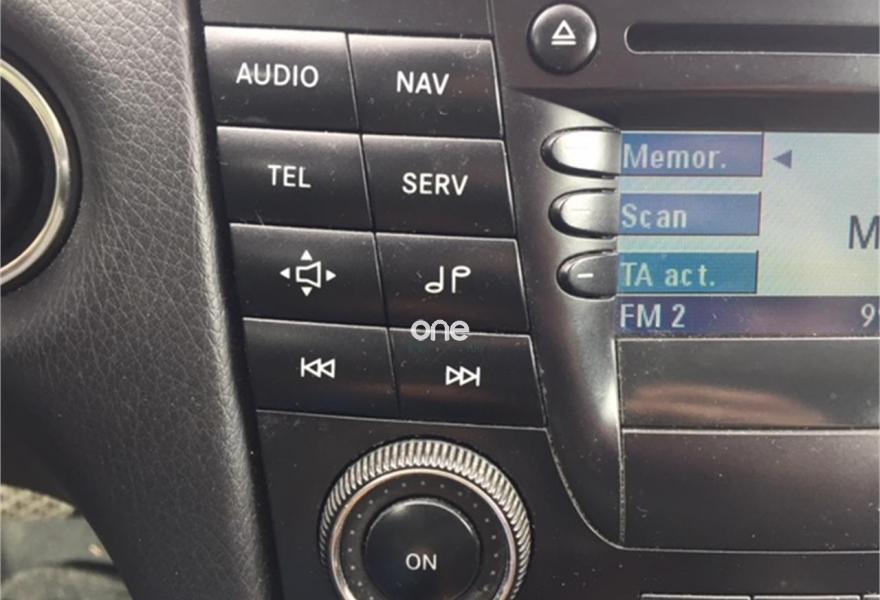 AUDIO
NAV
TEL
SERV
one
ON
Memor.
Scan
TA act.
M
FM 2